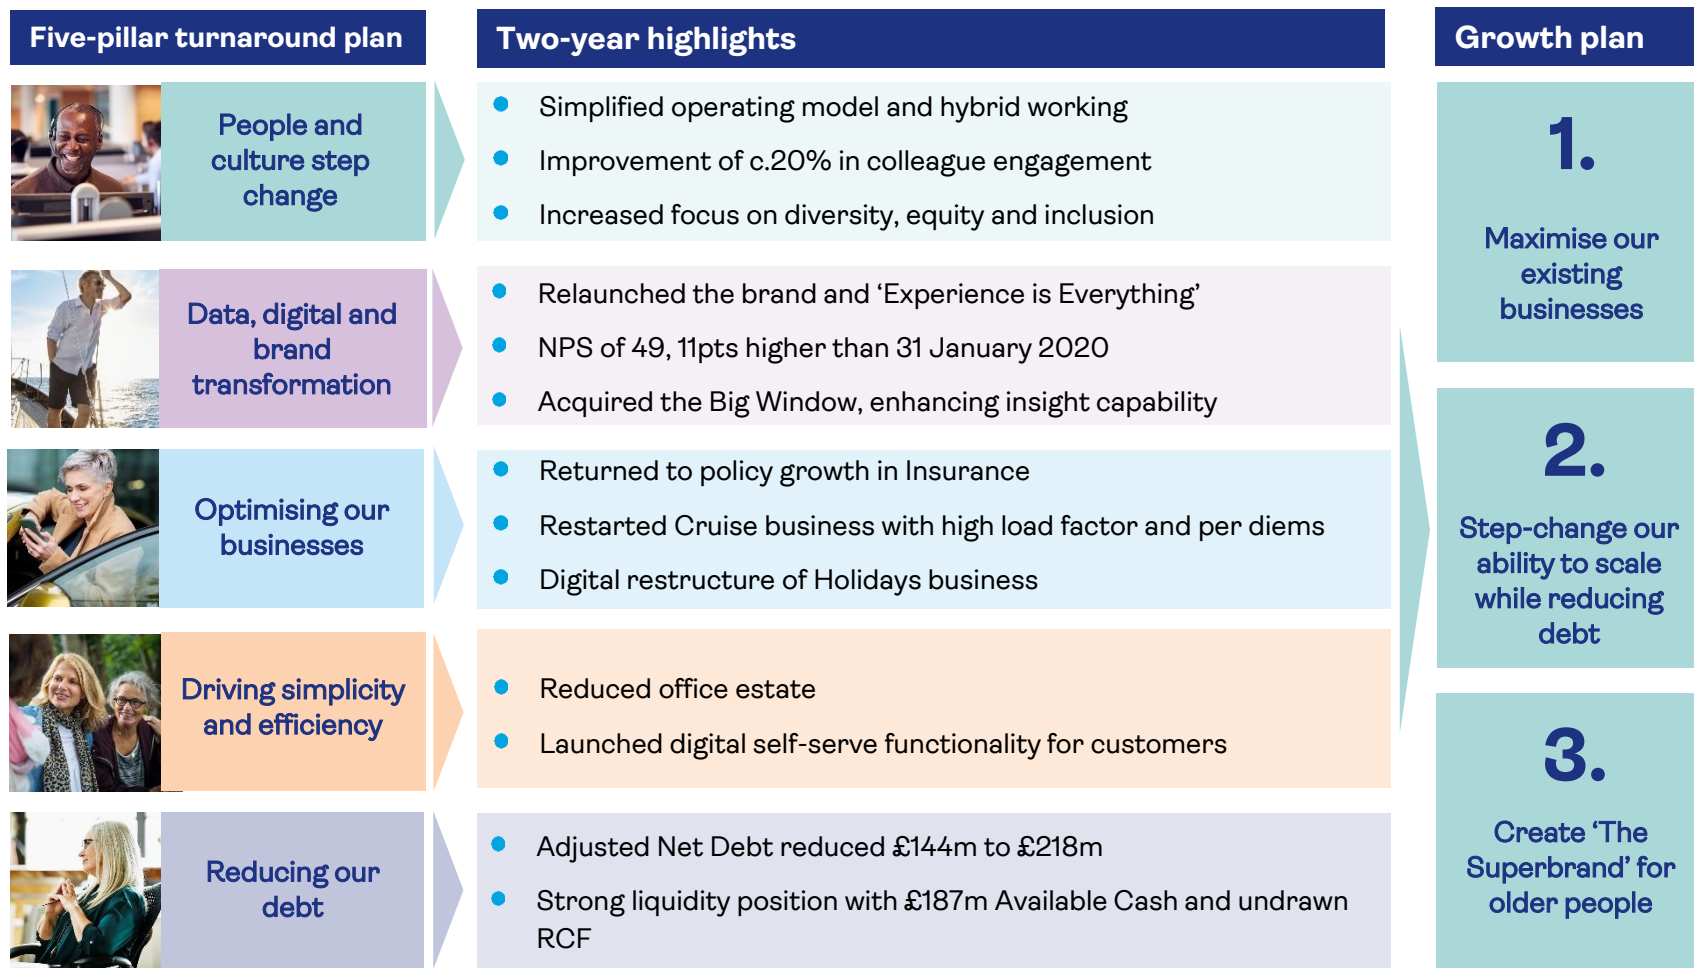 Five-pillar turnaround plan
Two-year highlights
Growth plan
People and
culture step
change
Simplified operating model and hybrid working
Improvement of c.20% in colleague engagement
Increased focus on diversity, equity and inclusion
Data, digital and
brand
transformation
Relaunched the brand and ‘Experience is Everything’
NPS of 49, 11pts higher than 31 January 2020
Acquired the Big Window, enhancing insight capability
Optimising our
businesses
Returned to policy growth in Insurance
Restarted Cruise business with high load factor and per diems
Digital restructure of Holidays business
Driving simplicity
and efficiency
Reduced office estate
Launched digital self-serve functionality for customers
Reducing our
debt
Adjusted Net Debt reduced £144m to £218m
Strong liquidity position with £187m Available Cash and undrawn
RCF
1.
Maximise our
existing
businesses
2.
Step-change our
ability to scale
while reducing
debt
3.
Create ‘The
Superbrand’ for
older people